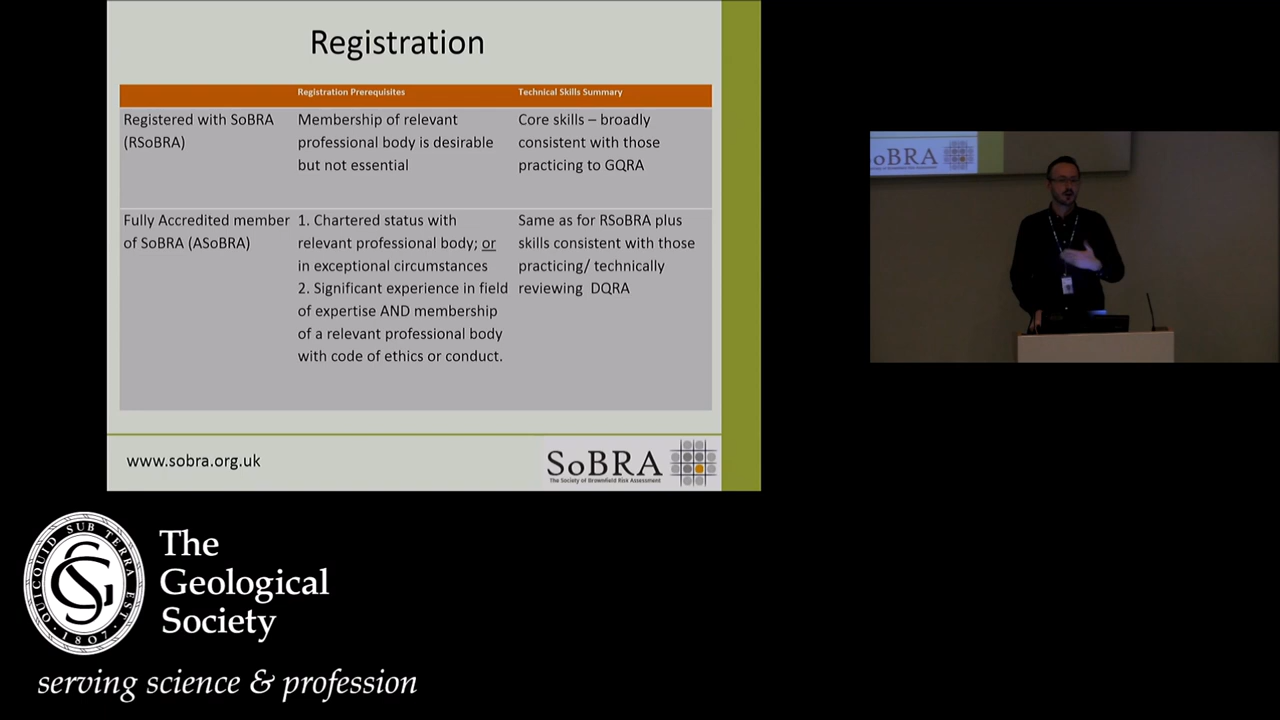 Registration
Registration Prerequisites
Technical Skills Summary
Registered with SoBRA
(RSoBRA)
Membership of relevant
professional body is desirable
but not essential
Core skills – broadly
consistent with those
practicing to GQRA
Fully Accredited member
of SoBRA (ASoBRA)
1. Chartered status with
relevant professional body; or
in exceptional circumstances
2. Significant experience in field
of expertise AND membership
of a relevant professional body
with code of ethics or conduct.
Same as for RSoBRA plus
skills consistent with those
practicing/ technically
reviewing DQRA
www.sobra.org.uk
SoBRA
The Society of Brownfield Risk Assessment
oBRA
QUICQUID SUB TERRA EST
1807
The
Geological
Society
serving science & profession